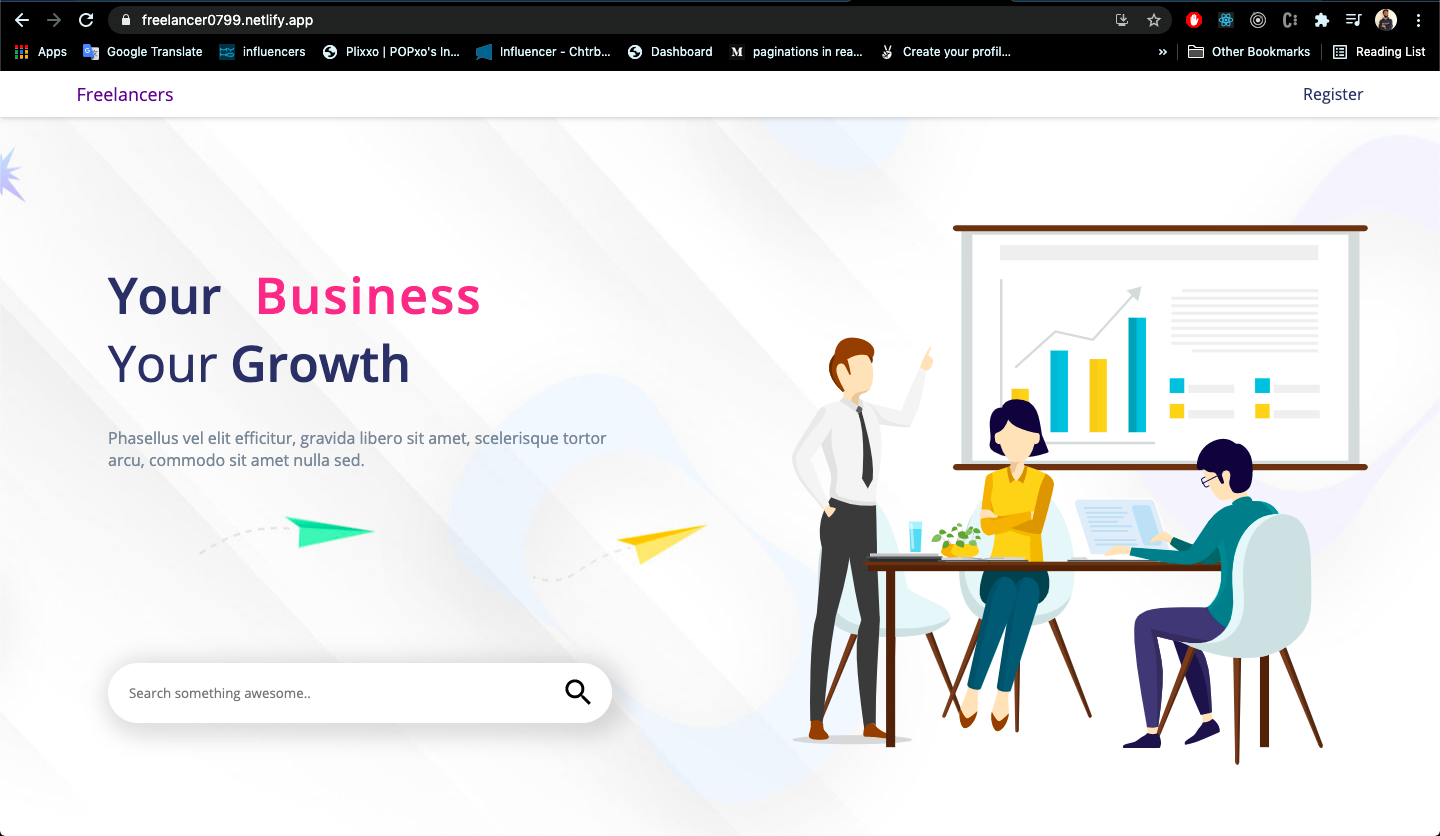 freelancer0799.netlify.app
Apps Google Translate influencers Plixxo | POPxo's In... Influencer - Chtrb... Dashboard M paginations in rea... Create your profil... » Other Bookmarks Reading List
Freelancers Register
Your Business
Your Growth
Phasellus vel elit efficitur, gravida libero sit amet, scelerisque tortor
arcu, commodo sit amet nulla sed.
Search something awesome..